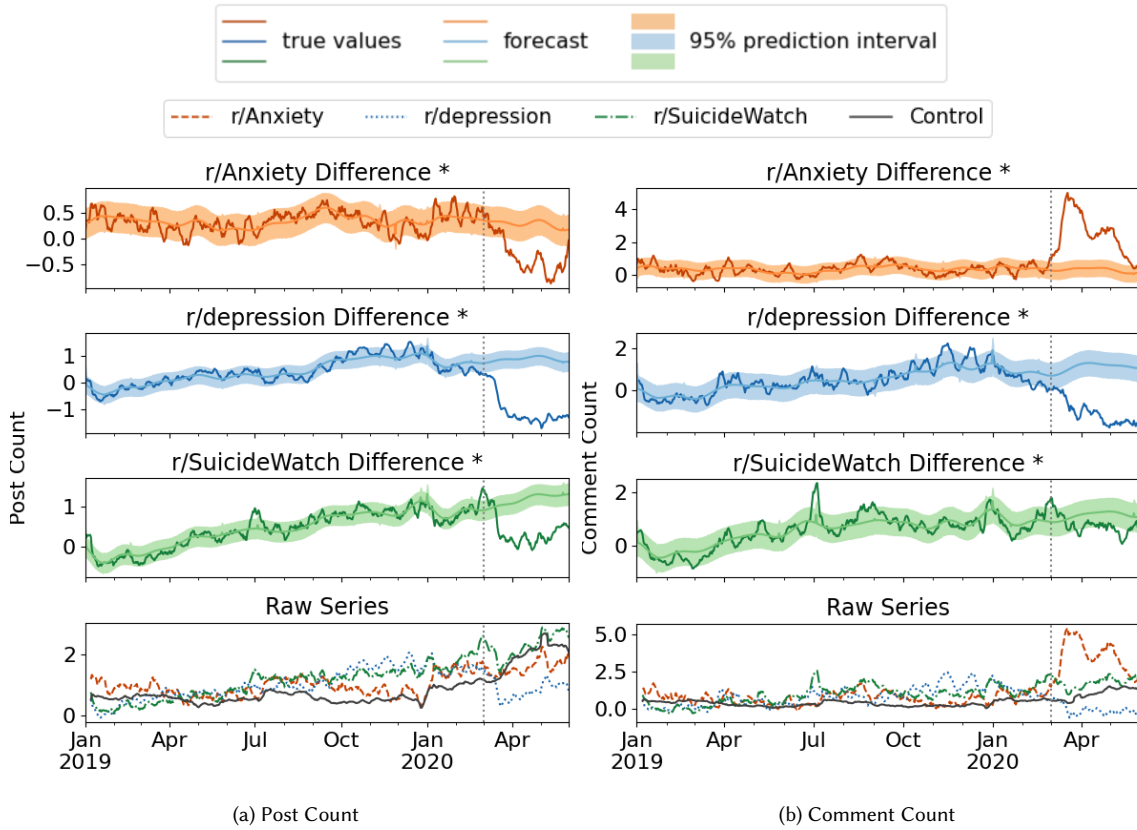 true values forecast 95% prediction interval
r/Anxiety r/depression r/SuicideWatch Control
Post Count
r/Anxiety Difference *
0.5
0.0
−0.5
r/depression Difference *
1
0
−1
r/SuicideWatch Difference *
1
0
Raw Series
2
0
Jan Apr Jul Oct Jan Apr
2019 2020
(a) Post Count
Comment Count
r/Anxiety Difference *
4
2
0
r/depression Difference *
2
0
r/SuicideWatch Difference *
2
0
Raw Series
5.0
2.5
0.0
Jan Apr Jul Oct Jan Apr
2019 2020
(b) Comment Count